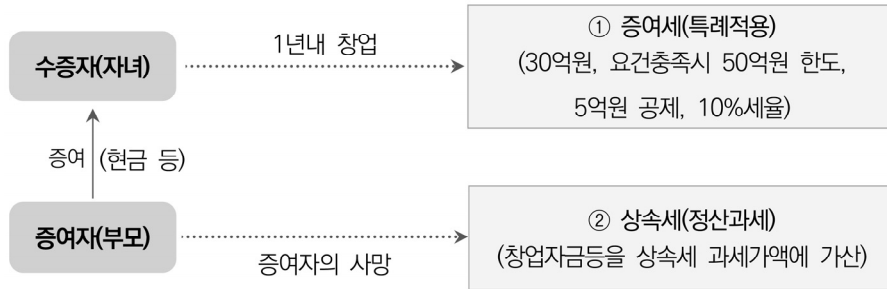 수증자(자녀)
1년내 창업
① 증여세(특례적용)
(30억원, 요건충족시 50억원 한도,
5억원 공제, 10%세율)
증여 (현금 등)
증여자(부모)
증여자의 사망
② 상속세(정산과세)
(창업자금등을 상속세 과세가액에 가산)